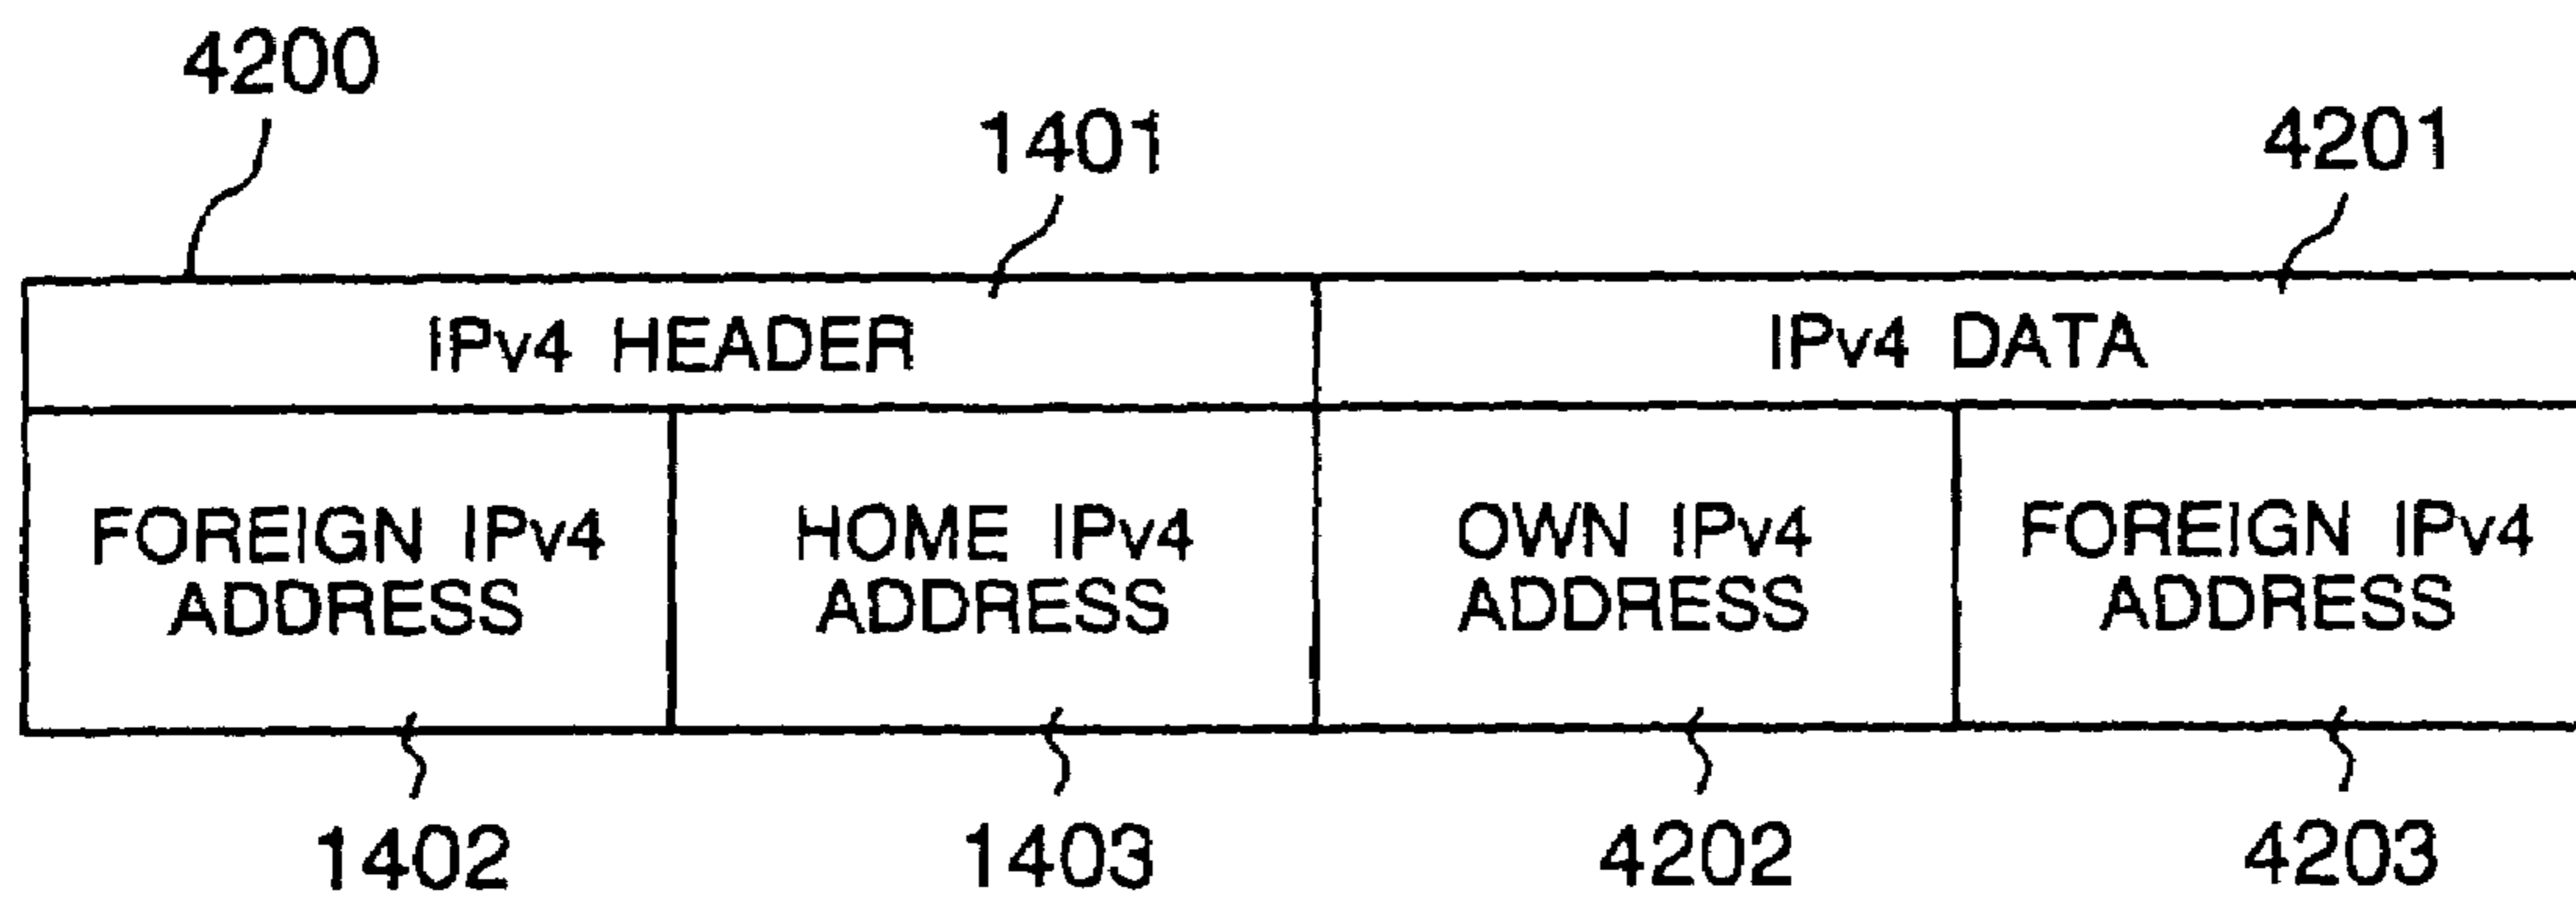 4200
1401
4201
IPv4 HEADER
IPv4 DATA
FOREIGN IPv4
ADDRESS
HOME IPv4
ADDRESS
OWN IPv4
ADDRESS
FOREIGN IPv4
ADDRESS
1402
1403
4202
4203